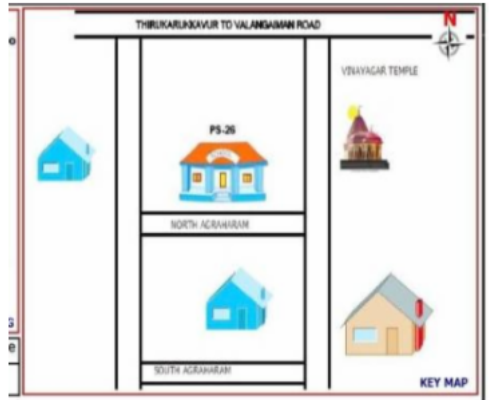 THIRUKARUKKAVUR TO VALANGAIMAN ROAD
N
VINAYAGAR TEMPLE
PS-26
NORTH AGRAHARAM
SOUTH AGRAHARAM
KEY MAP